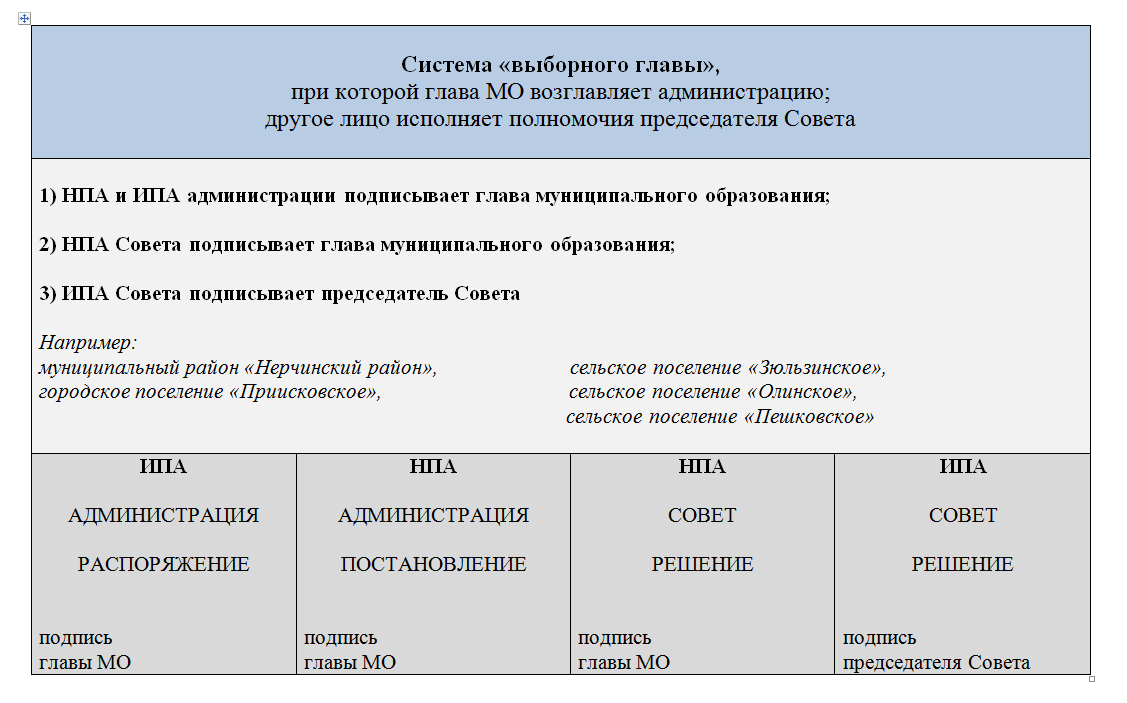 Система «выборного главы»,
при которой глава МО возглавляет администрацию;
другое лицо исполняет полномочия председателя Совета
1) НПА и ИПА администрации подписывает глава муниципального образования;
2) НПА Совета подписывает глава муниципального образования;
3) ИПА Совета подписывает председатель Совета
Например:
муниципальный район «Нерчинский район», сельское поселение «Зюльзинское»,
городское поселение «Приисковское», сельское поселение «Олинское»,
сельское поселение «Пешковское»
ИПА
АДМИНИСТРАЦИЯ
РАСПОРЯЖЕНИЕ
подпись
главы МО
НПА
АДМИНИСТРАЦИЯ
ПОСТАНОВЛЕНИЕ
подпись
главы МО
НПА
СОВЕТ
РЕШЕНИЕ
подпись
главы МО
ИПА
СОВЕТ
РЕШЕНИЕ
подпись
председателя Совета